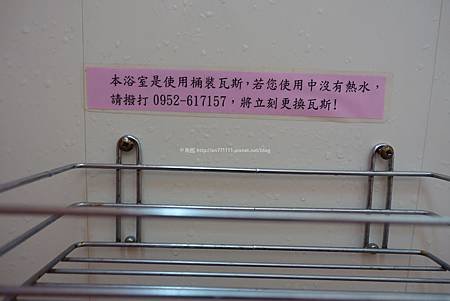 本浴室是使用桶裝瓦斯，若您使用中沒有熱水，
請撥打 0952-617157，將立刻更換瓦斯！